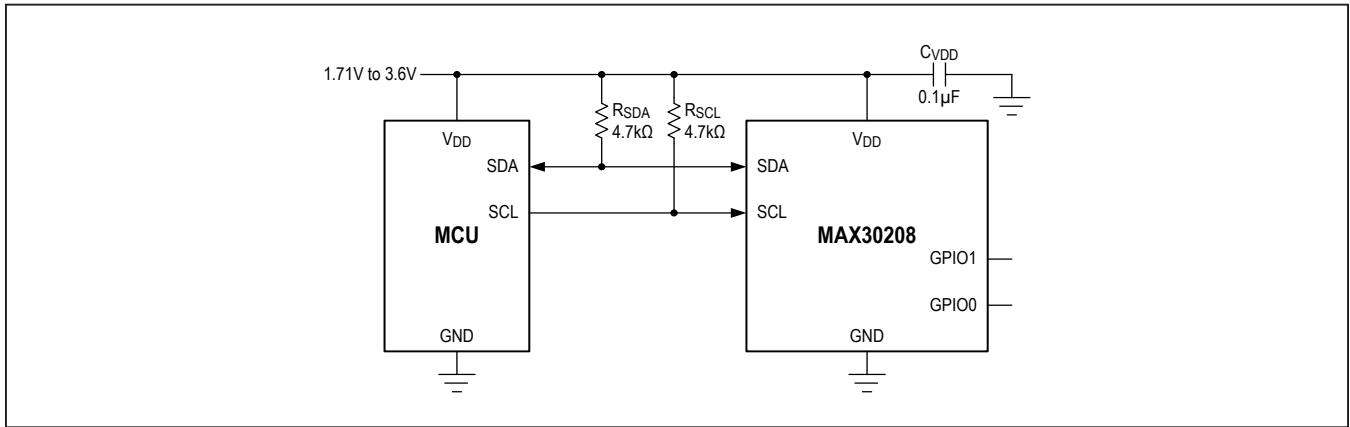 CVDD
1.71V to 3.6V
0.1µF
RSDA
4.7kΩ
RSCL
4.7kΩ
VDD
VDD
SDA
SDA
SCL
SCL
MCU
MAX30208
GPIO1
GPIO0
GND
GND